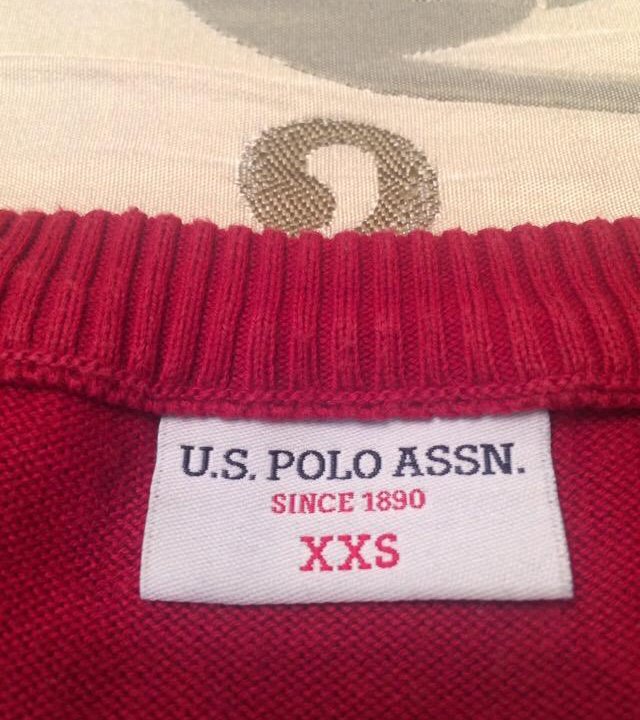 U.S. POLO ASSN.
SINCE 1890
XXS